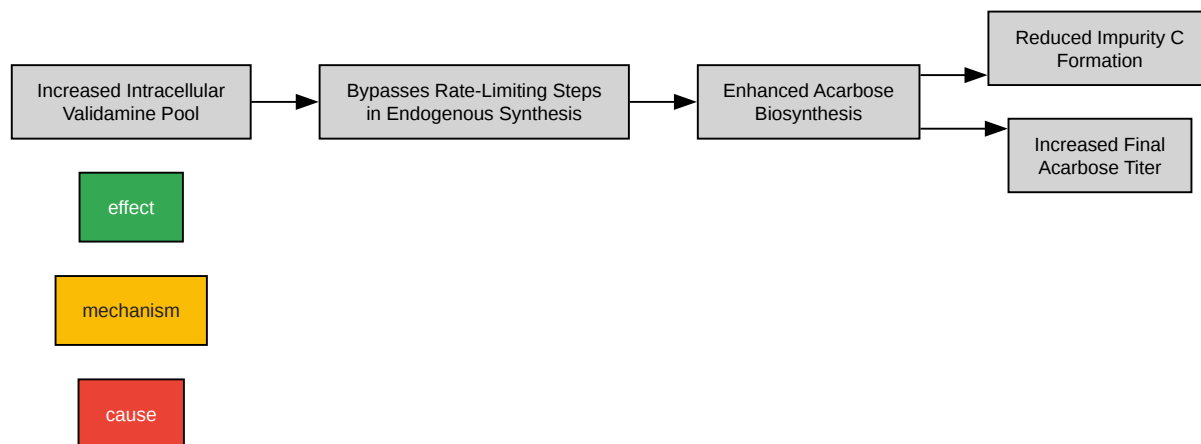 Increased Intracellular
Validamine Pool
Bypasses Rate-Limiting Steps
in Endogenous Synthesis
Enhanced Acarbose
Biosynthesis
Reduced Impurity C
Formation
Increased Final
Acarbose Titer
effect
mechanism
cause